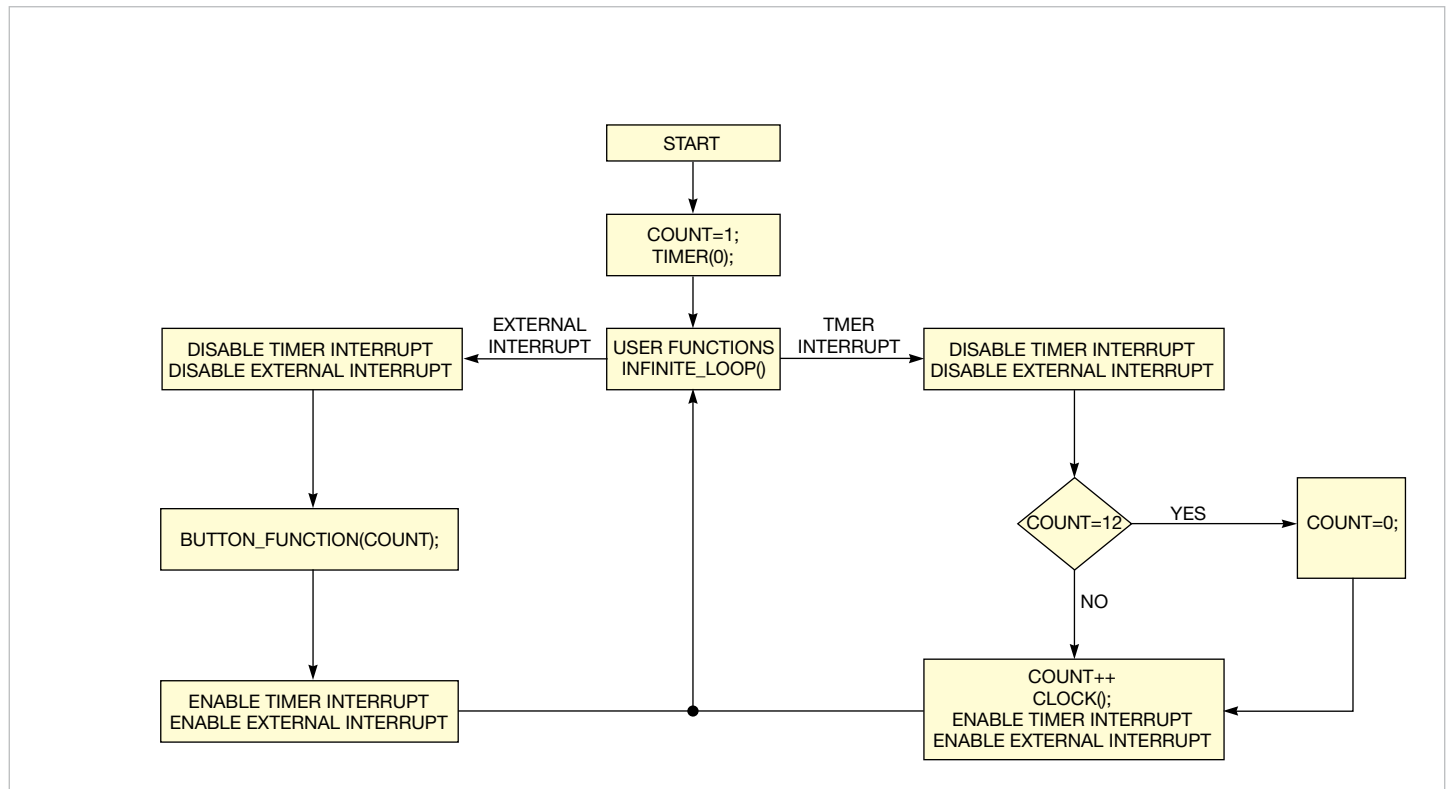 START
COUNT=1;
TIMER(0);
EXTERNAL
INTERRUPT
USER FUNCTIONS
INFINITE_LOOP()
TMER
INTERRUPT
DISABLE TIMER INTERRUPT
DISABLE EXTERNAL INTERRUPT
DISABLE TIMER INTERRUPT
DISABLE EXTERNAL INTERRUPT
BUTTON_FUNCTION(COUNT);
COUNT=12
YES
COUNT=0;
NO
ENABLE TIMER INTERRUPT
ENABLE EXTERNAL INTERRUPT
COUNT++
CLOCK();
ENABLE TIMER INTERRUPT
ENABLE EXTERNAL INTERRUPT